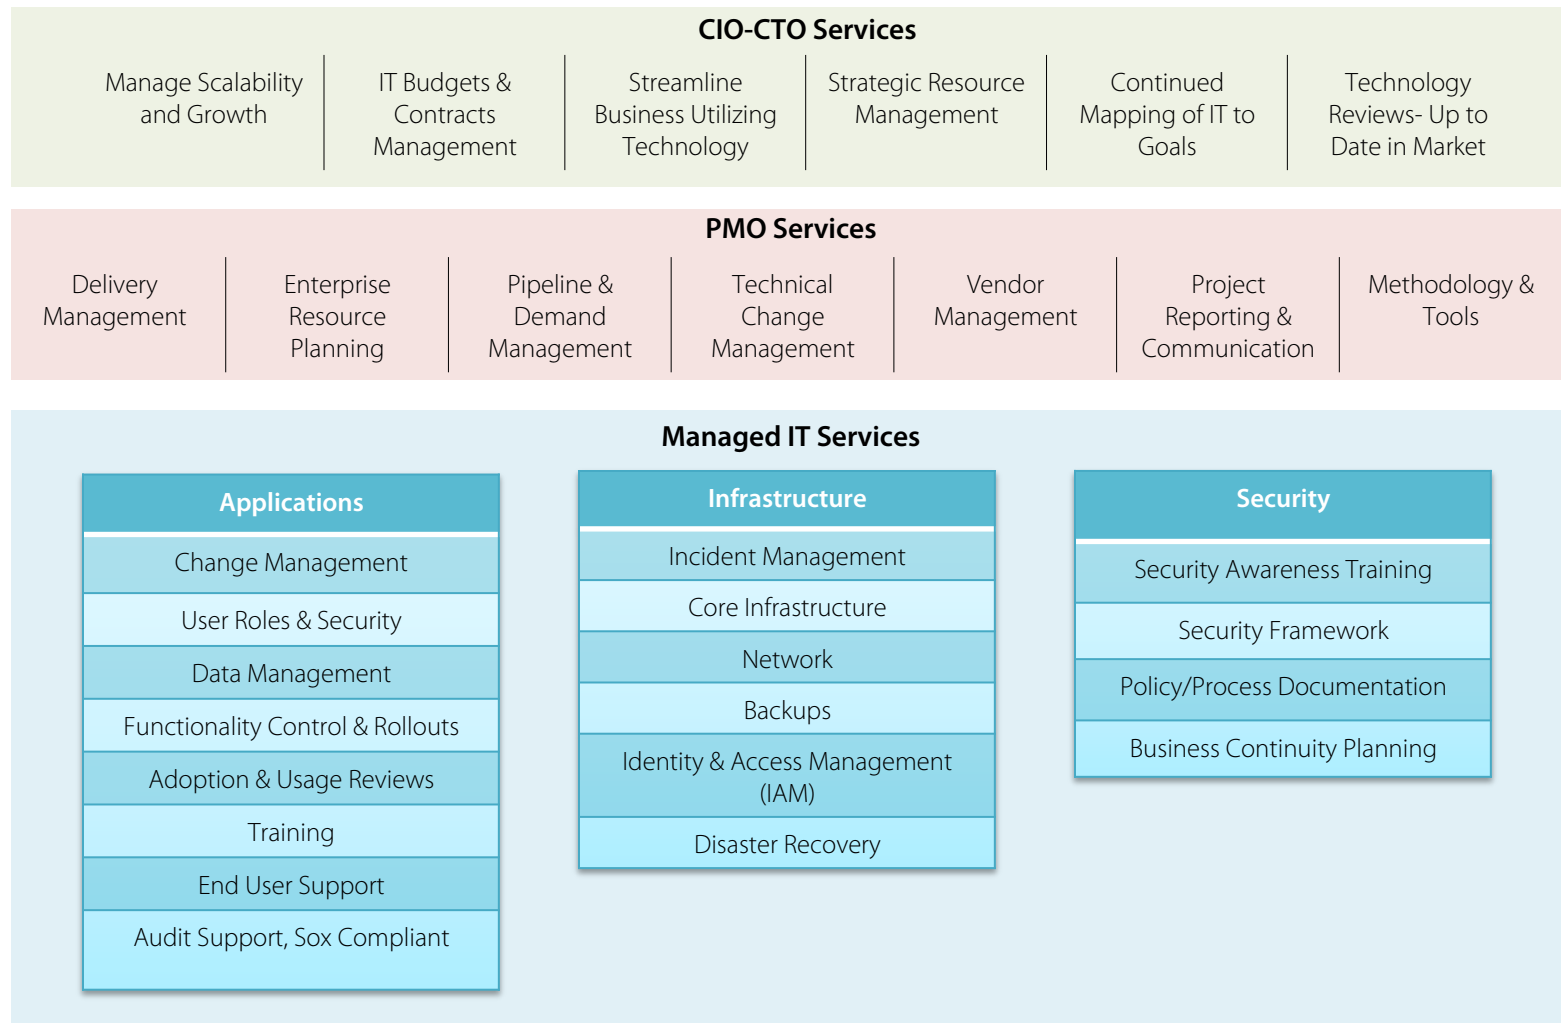 CIO-CTO Services
Manage Scalability
and Growth
IT Budgets &
Contracts
Management
Streamline
Business Utilizing
Technology
Strategic Resource
Management
Continued
Mapping of IT to
Goals
Technology
Reviews- Up to
Date in Market
PMO Services
Delivery
Management
Enterprise
Resource
Planning
Pipeline &
Demand
Management
Technical
Change
Management
Vendor
Management
Project
Reporting &
Communication
Methodology &
Tools
Managed IT Services
Applications
Change Management
User Roles & Security
Data Management
Functionality Control & Rollouts
Adoption & Usage Reviews
Training
End User Support
Audit Support, Sox Compliant
Infrastructure
Incident Management
Core Infrastructure
Network
Backups
Identity & Access Management
(IAM)
Disaster Recovery
Security
Security Awareness Training
Security Framework
Policy/Process Documentation
Business Continuity Planning